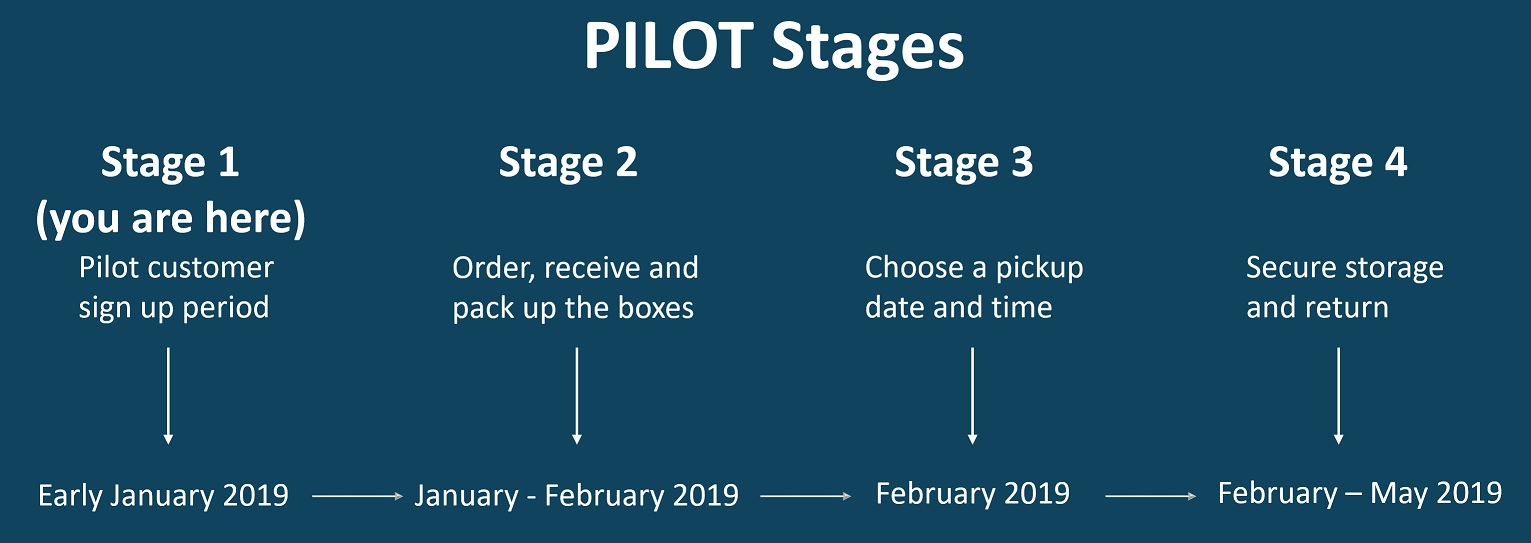 PILOT Stages
Stage 1
(you are here)
Pilot customer
sign up period
Early January 2019
Stage 2
Order, receive and
pack up the boxes
January - February 2019
Stage 3
Choose a pickup
date and time
February 2019
Stage 4
Secure storage
and return
February – May 2019